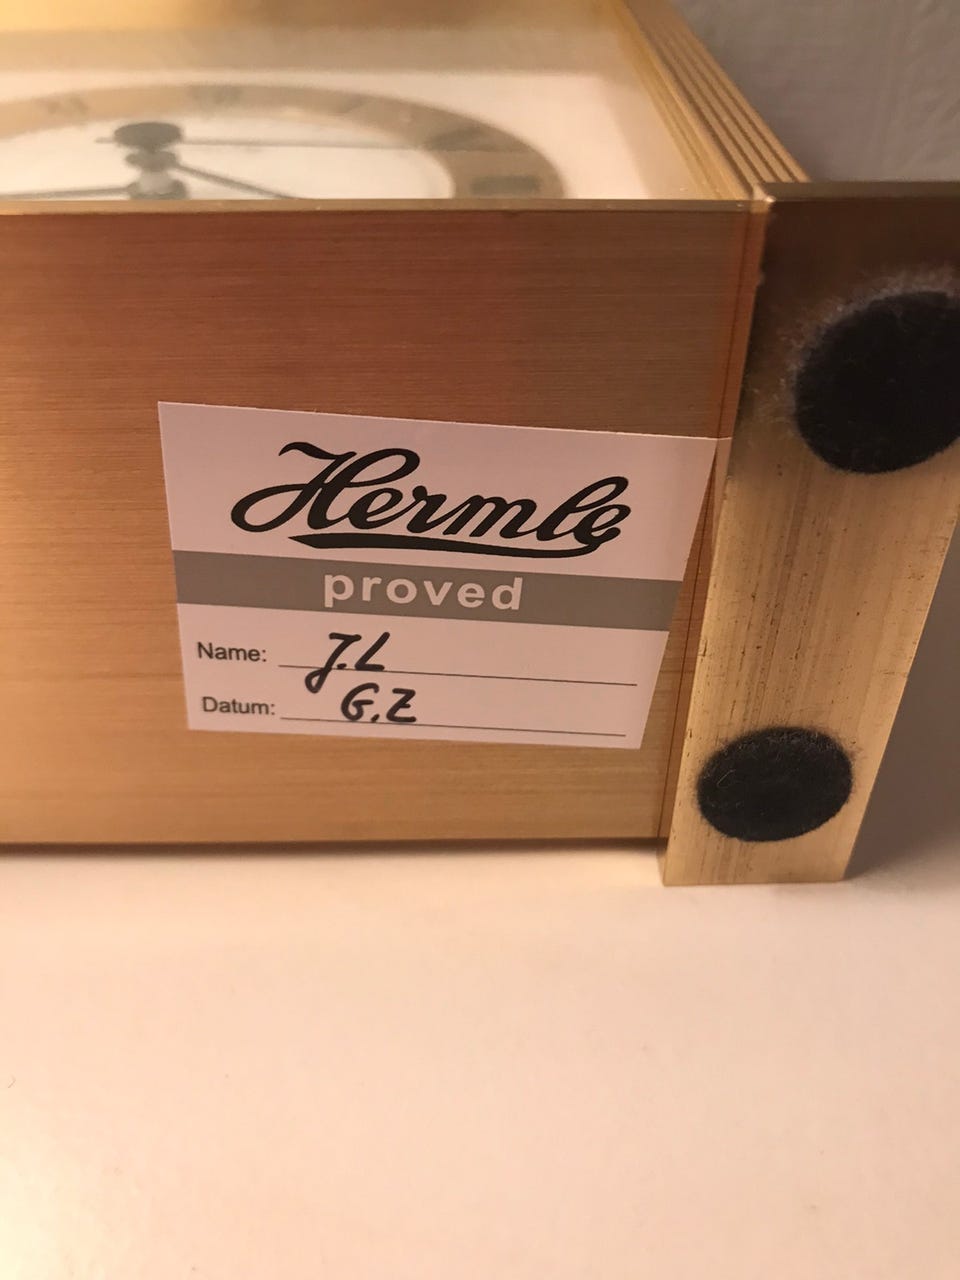 Hermle
proved
Name: J.L
Datum: G.Z